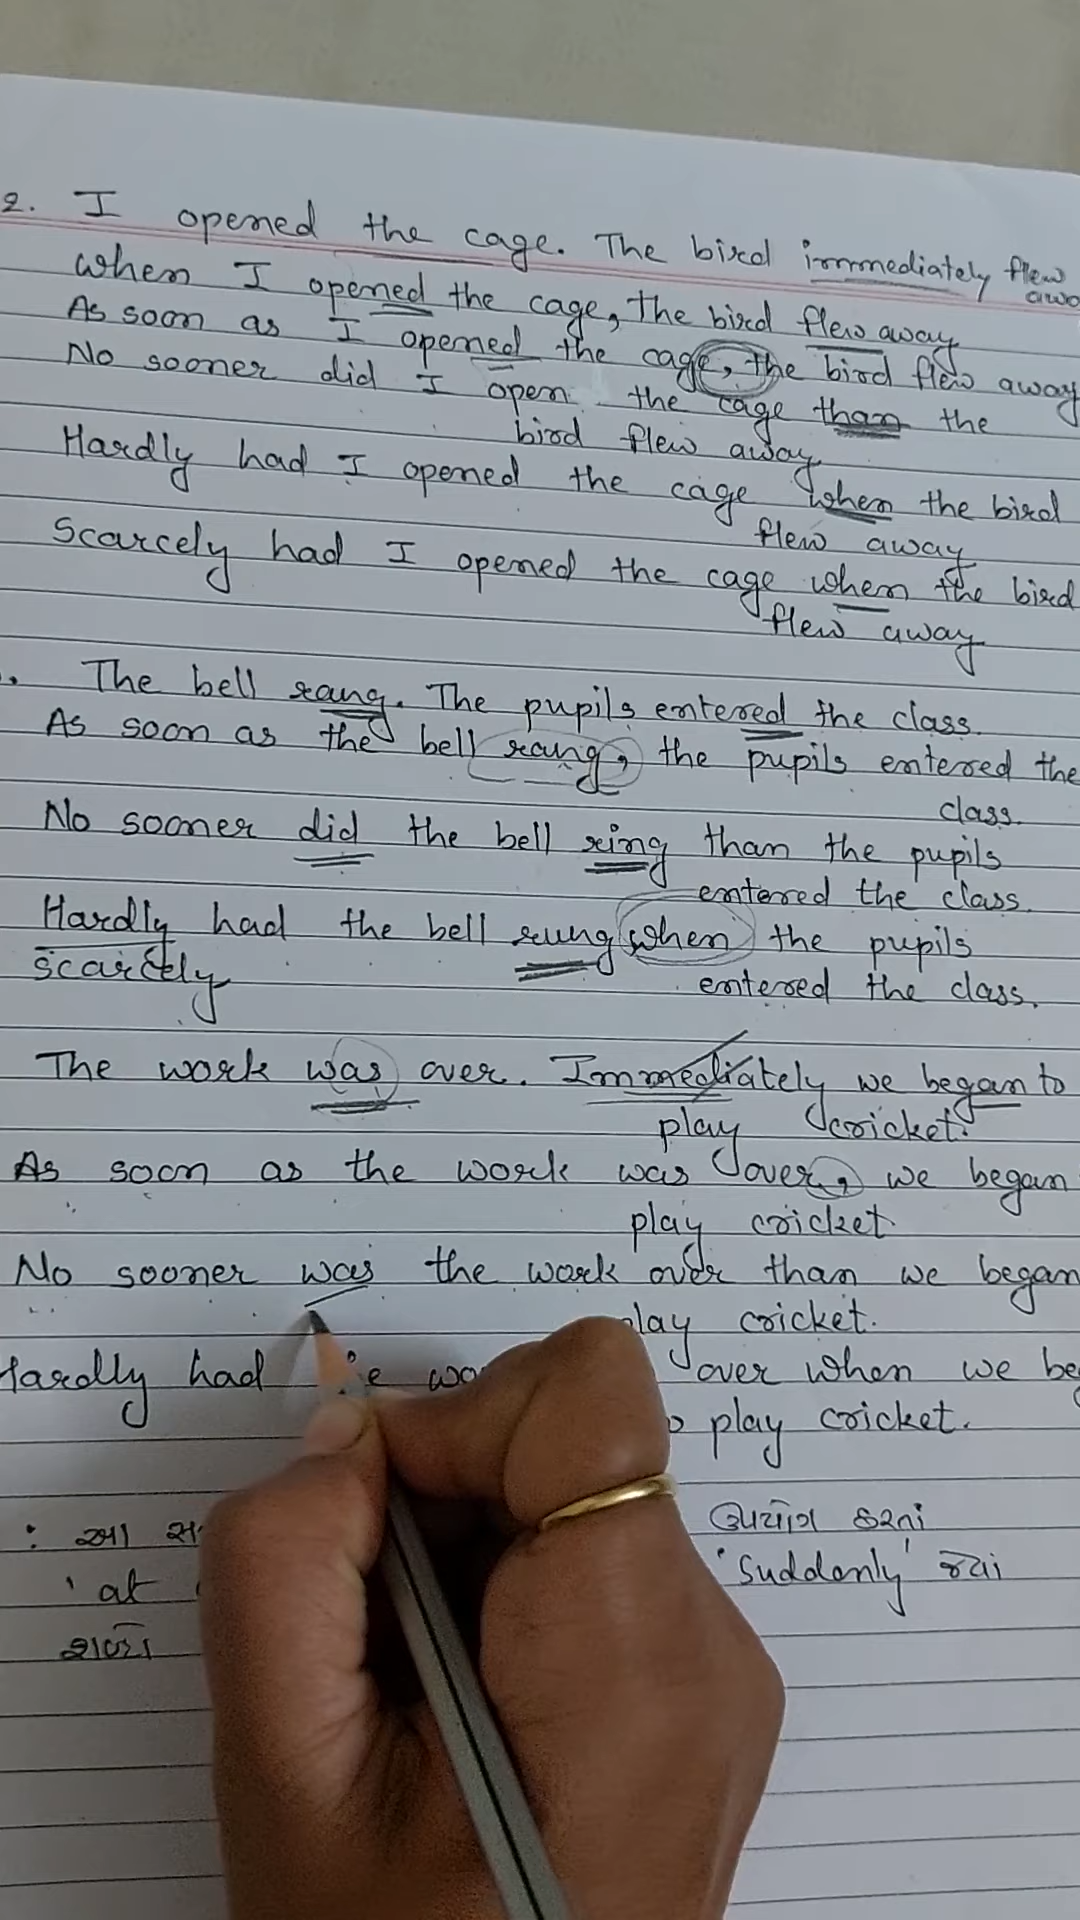 2. I opened the cage. The bird immediately flew
away
when I opened the cage, The bird flew away
As soon as I opened the cage, the bird flew away
No sooner did I open the cage than the
bird flew away
Hardly had I opened the cage when the bird
flew away
Scarcely had I opened the cage when the bird
flew away
. The bell rang. The pupils entered the class.
As soon as the bell rang, the pupils entered the
class.
No sooner did the bell ring than the pupils
entered the class.
Hardly had the bell rung when the pupils
scarcely entered the class.
The work was over. Immediately we began to
play cricket.
As soon as the work was over, we began
play cricket.
No sooner was the work over than we began
play cricket.
Hardly had over when we be
play cricket.
: આ ઉપયોગ કરતાં
'at 'suddenly'